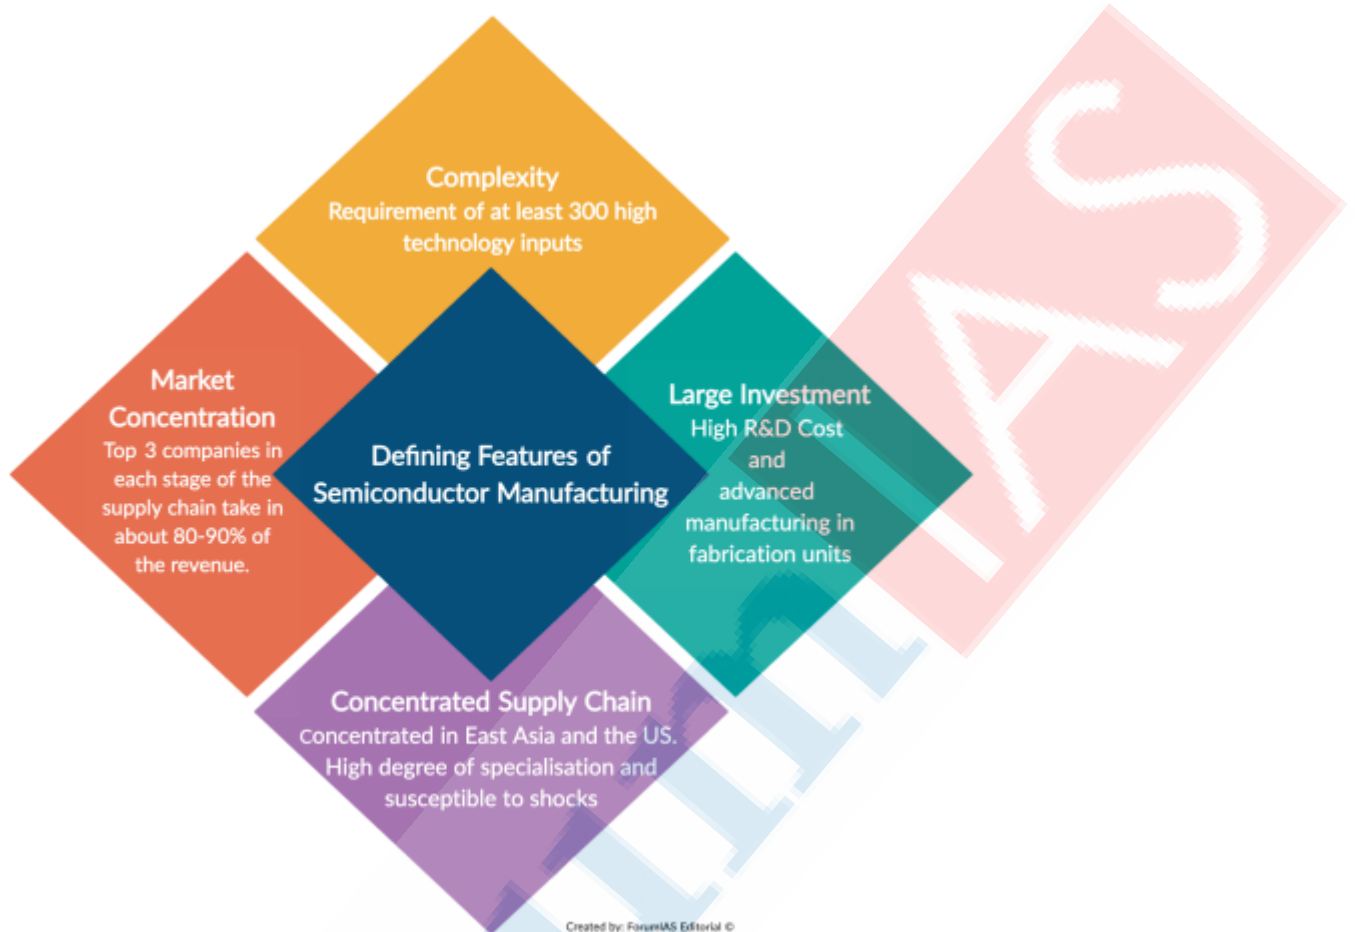 Complexity
Requirement of at least 300 high
technology inputs
Market
Concentration
Top 3 companies in
each stage of the
supply chain take in
about 80-90% of
the revenue.
Defining Features of
Semiconductor Manufacturing
Large Investment
High R&D Cost
and
advanced
manufacturing in
fabrication units
Concentrated Supply Chain
Concentrated in East Asia and the US.
High degree of specialisation and
susceptible to shocks
IAS
Created by: ForumIAS Editorial ©